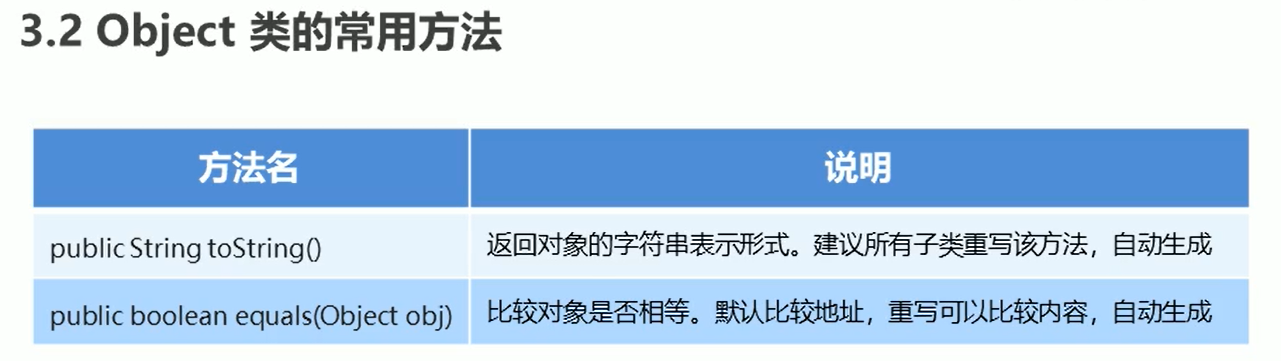 3.2 Object 类的常用方法
方法名 说明
public String toString() 返回对象的字符串表示形式。建议所有子类重写该方法，自动生成
public boolean equals(Object obj) 比较对象是否相等。默认比较地址，重写可以比较内容，自动生成